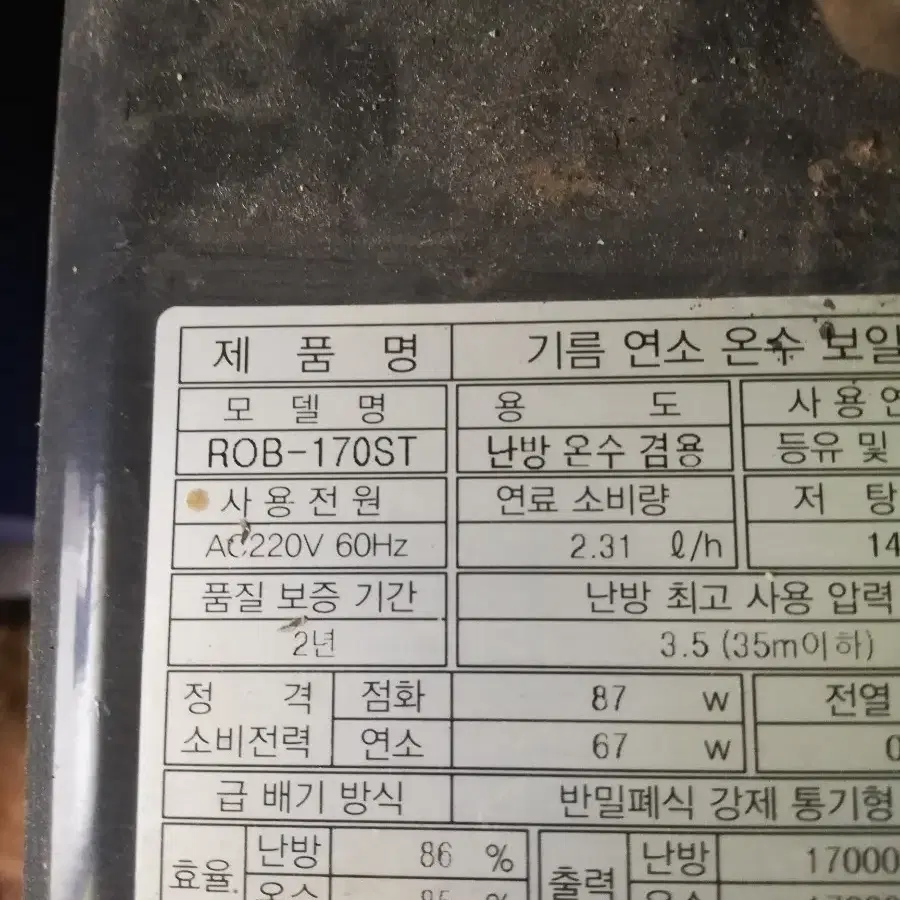 제 품 명 기름 연소 온수 보일
모 델 명 용 도 사 용 연
ROB-170ST 난방 온수 겸용 등유 및
사 용 전 원 연료 소비량 저 탕
AC220V 60Hz 2.31 ℓ/h 14
품질 보증 기간 난방 최고 사용 압력
2년 3.5 (35m이하)
정 격 점화 87 w 전열
소비전력 연소 67 w
급 배기 방식 반밀폐식 강제 통기형
효율 난방 86 % 출력 난방 17000
온수 %